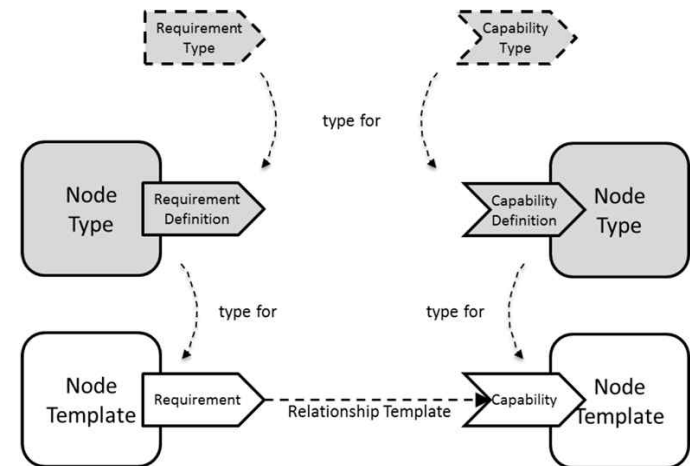 Requirement
Type
Capability
Type
type for
Node
Type
Requirement
Definition
Capability
Definition
Node
Type
type for
type for
Node
Template
Requirement
Relationship Template
Capability
Node
Template